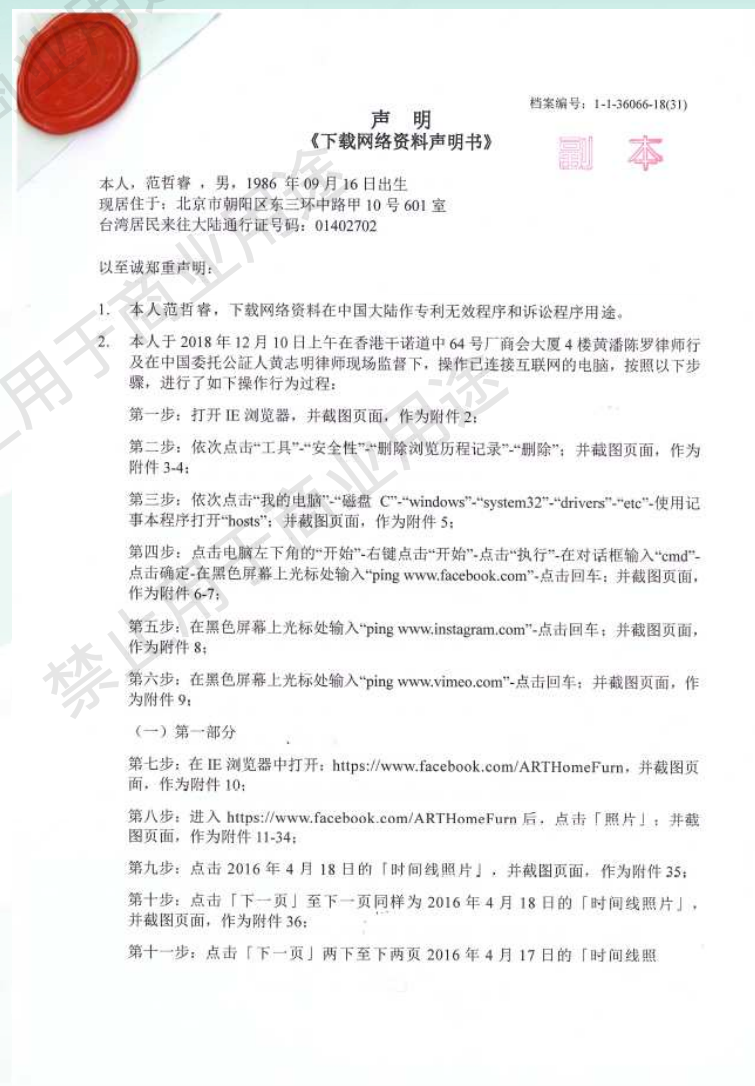 档案编号：1-1-36066-18(31)
声 明
《下载网络资料声明书》
副 本
本人，范哲睿 ，男，1986 年 09 月 16 日出生
现居住于：北京市朝阳区东三环中路甲 10 号 601 室
台湾居民来往大陆通行证号码：01402702
以至诚郑重声明：
1. 本人范哲睿，下载网络资料在中国大陆作专利无效程序和诉讼程序用途。
2. 本人于 2018 年 12 月 10 日上午在香港干诺道中 64 号厂商会大厦 4 楼黄潘陈罗律师行
及在中国委托公証人黄志明律师现场监督下，操作已连接互联网的电脑，按照以下步
骤，进行了如下操作行为过程：
第一步：打开 IE 浏览器，并截图页面，作为附件 2；
第二步：依次点击“工具”-“安全性”-“删除浏览历程记录”-“删除”；并截图页面，作为
附件 3-4；
第三步：依次点击“我的电脑”-“磁盘 C”-“windows”-“system32”-“drivers”-“etc”-使用记
事本程序打开“hosts”；并截图页面，作为附件 5；
第四步：点击电脑左下角的“开始”-右键点击“开始”-点击“执行”-在对话框输入“cmd”-
点击确定-在黑色屏幕上光标处输入“ping www.facebook.com”-点击回车；并截图页面，
作为附件 6-7；
第五步：在黑色屏幕上光标处输入“ping www.instagram.com”-点击回车；并截图页面，
作为附件 8；
第六步：在黑色屏幕上光标处输入“ping www.vimeo.com”-点击回车；并截图页面，作
为附件 9；
（一）第一部分
第七步：在 IE 浏览器中打开：https://www.facebook.com/ARTHomeFurn，并截图页
面，作为附件 10；
第八步：进入 https://www.facebook.com/ARTHomeFurn 后，点击「照片」；并截
图页面，作为附件 11-34；
第九步：点击 2016 年 4 月 18 日的「时间线照片」，并截图页面，作为附件 35；
第十步：点击「下一页」至下一页同样为 2016 年 4 月 18 日的「时间线照片」，
并截图页面，作为附件 36；
第十一步：点击「下一页」两下至下两页 2016 年 4 月 17 日的「时间线照
禁止用于商业用途